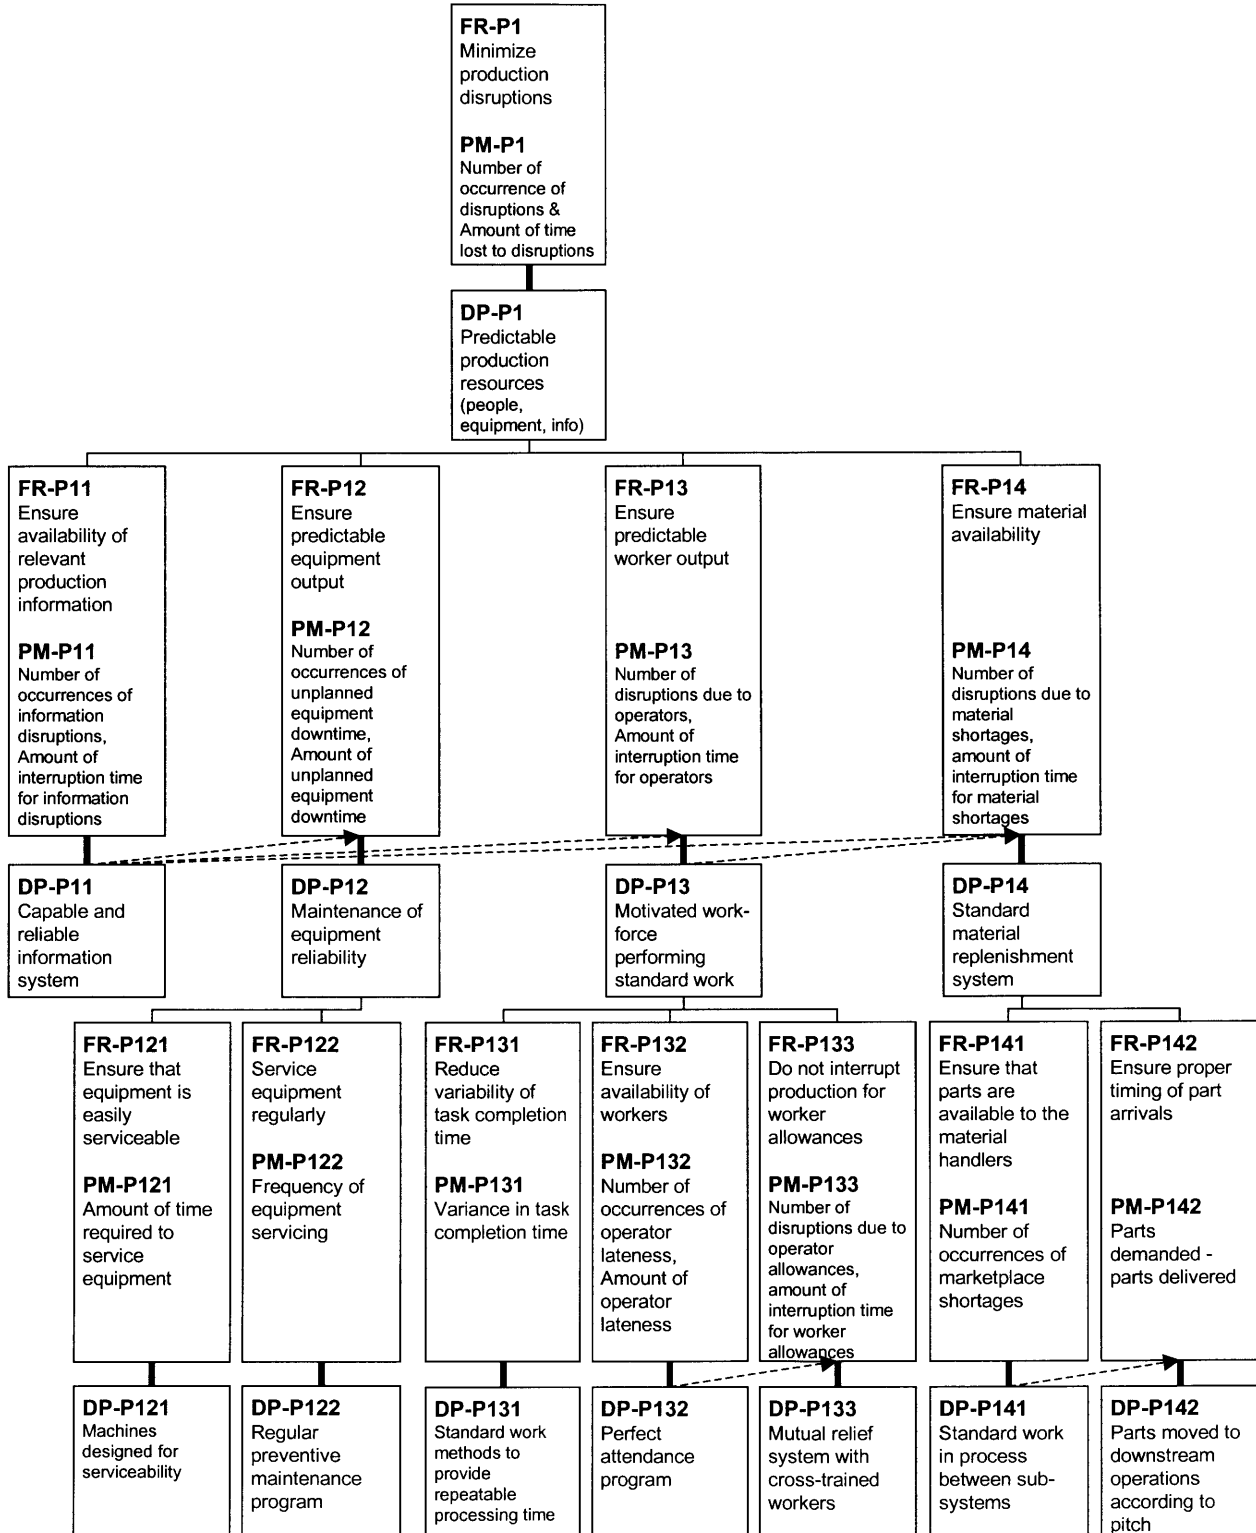 FR-P1
Minimize
production
disruptions
PM-P1
Number of
occurrence of
disruptions &
Amount of time
lost to disruptions
DP-P1
Predictable
production
resources
(people,
equipment, info)
FR-P11
Ensure
availability of
relevant
production
information
PM-P11
Number of
occurrences of
information
disruptions,
Amount of
interruption time
for information
disruptions
FR-P12
Ensure
predictable
equipment
output
PM-P12
Number of
occurrences of
unplanned
equipment
downtime,
Amount of
unplanned
equipment
downtime
FR-P13
Ensure
predictable
worker output
PM-P13
Number of
disruptions due to
operators,
Amount of
interruption time
for operators
FR-P14
Ensure material
availability
PM-P14
Number of
disruptions due to
material
shortages,
amount of
interruption time
for material
shortages
DP-P11
Capable and
reliable
information
system
DP-P12
Maintenance of
equipment
reliability
DP-P13
Motivated work-
force
performing
standard work
DP-P14
Standard
material
replenishment
system
FR-P121
Ensure that
equipment is
easily
serviceable
PM-P121
Amount of time
required to
service
equipment
FR-P122
Service
equipment
regularly
PM-P122
Frequency of
equipment
servicing
FR-P131
Reduce
variability of
task completion
time
PM-P131
Variance in task
completion time
FR-P132
Ensure
availability of
workers
PM-P132
Number of
occurrences of
operator
lateness,
Amount of
operator
lateness
FR-P133
Do not interrupt
production for
worker
allowances
PM-P133
Number of
disruptions due to
operator
allowances,
amount of
interruption time
for worker
allowances
FR-P141
Ensure that
parts are
available to the
material
handlers
PM-P141
Number of
occurrences of
marketplace
shortages
FR-P142
Ensure proper
timing of part
arrivals
PM-P142
Parts
demanded -
parts delivered
DP-P121
Machines
designed for
serviceability
DP-P122
Regular
preventive
maintenance
program
DP-P131
Standard work
methods to
provide
repeatable
processing time
DP-P132
Perfect
attendance
program
DP-P133
Mutual relief
system with
cross-trained
workers
DP-P141
Standard work
in process
between sub-
systems
DP-P142
Parts moved to
downstream
operations
according to
pitch